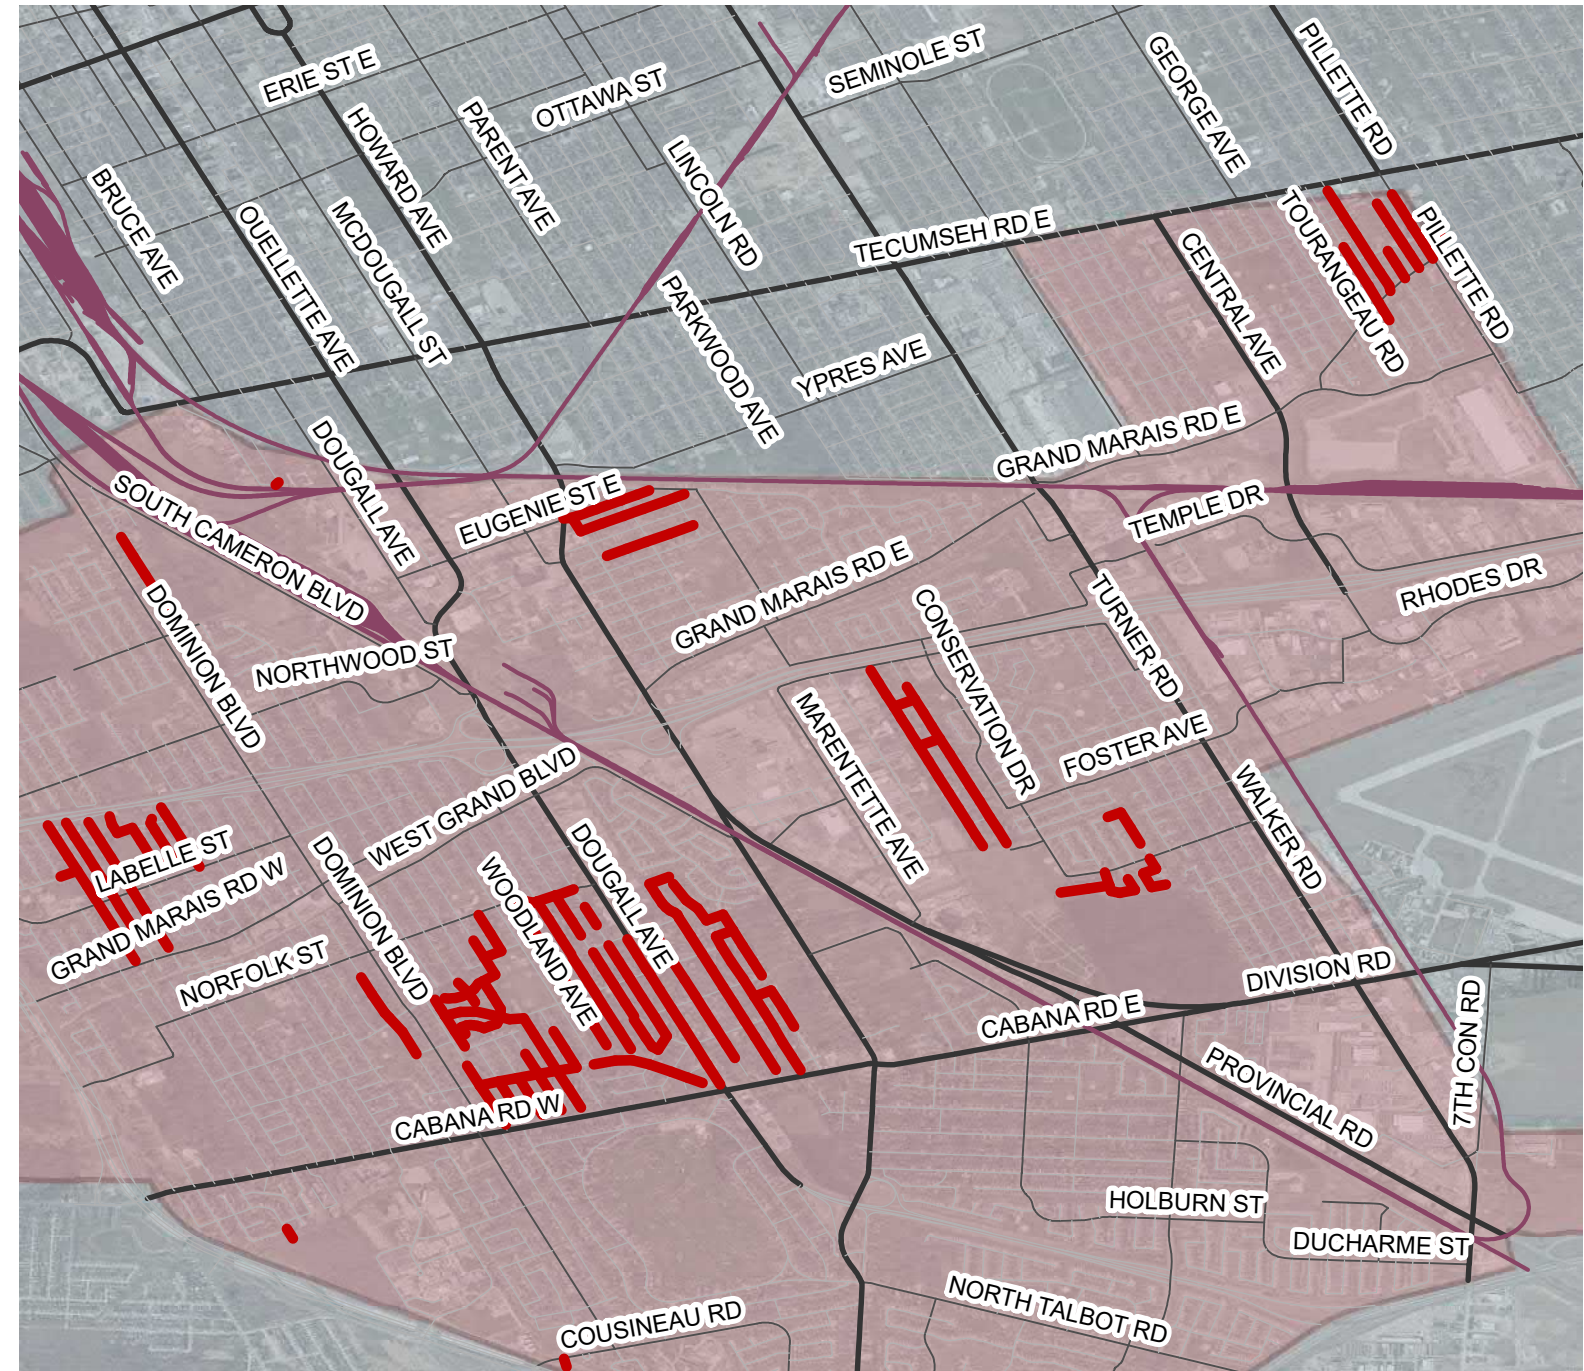 ERIE ST E
OTTAWA ST
SEMINOLE ST
GEORGE AVE
PILLETTE RD
HOWARD AVE
PARENT AVE
LINCOLN RD
BRUCE AVE
OUELLETTE AVE
MCDOUGALL ST
TECUMSEH RD E
CENTRAL AVE
TOURANGEAU RD
PILLETTE RD
PARKWOOD AVE
YPRES AVE
DOUGALL AVE
GRAND MARAIS RD E
SOUTH CAMERON BLVD
EUGENIE ST E
TEMPLE DR
GRAND MARAIS RD E
CONSERVATION DR
TURNER RD
RHODES DR
DOMINION BLVD
NORTHWOOD ST
MARENTETTE AVE
FOSTER AVE
WEST GRAND BLVD
WALKER RD
LABELLE ST
GRAND MARAIS RD W
DOMINION BLVD
WOODLAND AVE
DOUGALL AVE
NORFOLK ST
DIVISION RD
CABANA RD E
7TH CON RD
PROVINCIAL RD
CABANA RD W
HOLBURN ST
DUCHARME ST
NORTH TALBOT RD
COUSINEAU RD